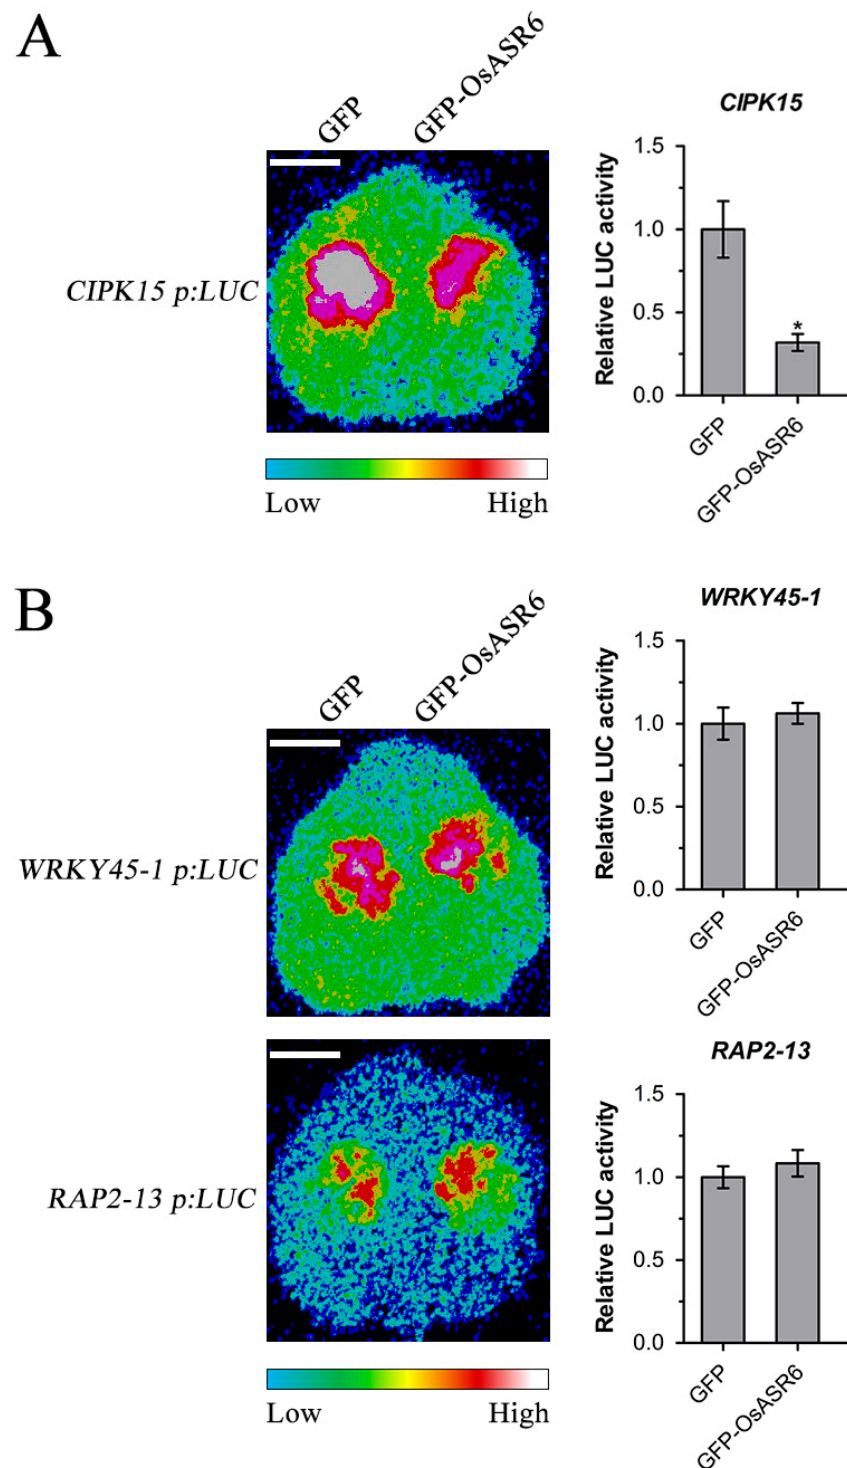 A
GFP
GFP-OsASR6
CIPK15 p:LUC
Low High
CIPK15
Relative LUC activity
1.5
1.0
0.5
0.0
*
GFP
GFP-OsASR6
B
GFP
GFP-OsASR6
WRKY45-1 p:LUC
WRKY45-1
Relative LUC activity
1.5
1.0
0.5
0.0
GFP
GFP-OsASR6
RAP2-13 p:LUC
Low High
RAP2-13
Relative LUC activity
1.5
1.0
0.5
0.0
GFP
GFP-OsASR6